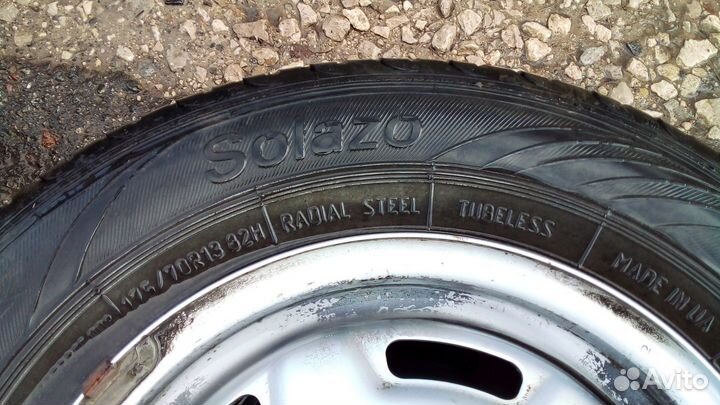 Solazo
175/70R13 82H
RADIAL STEEL
TUBELESS
MADE IN UA
Avito